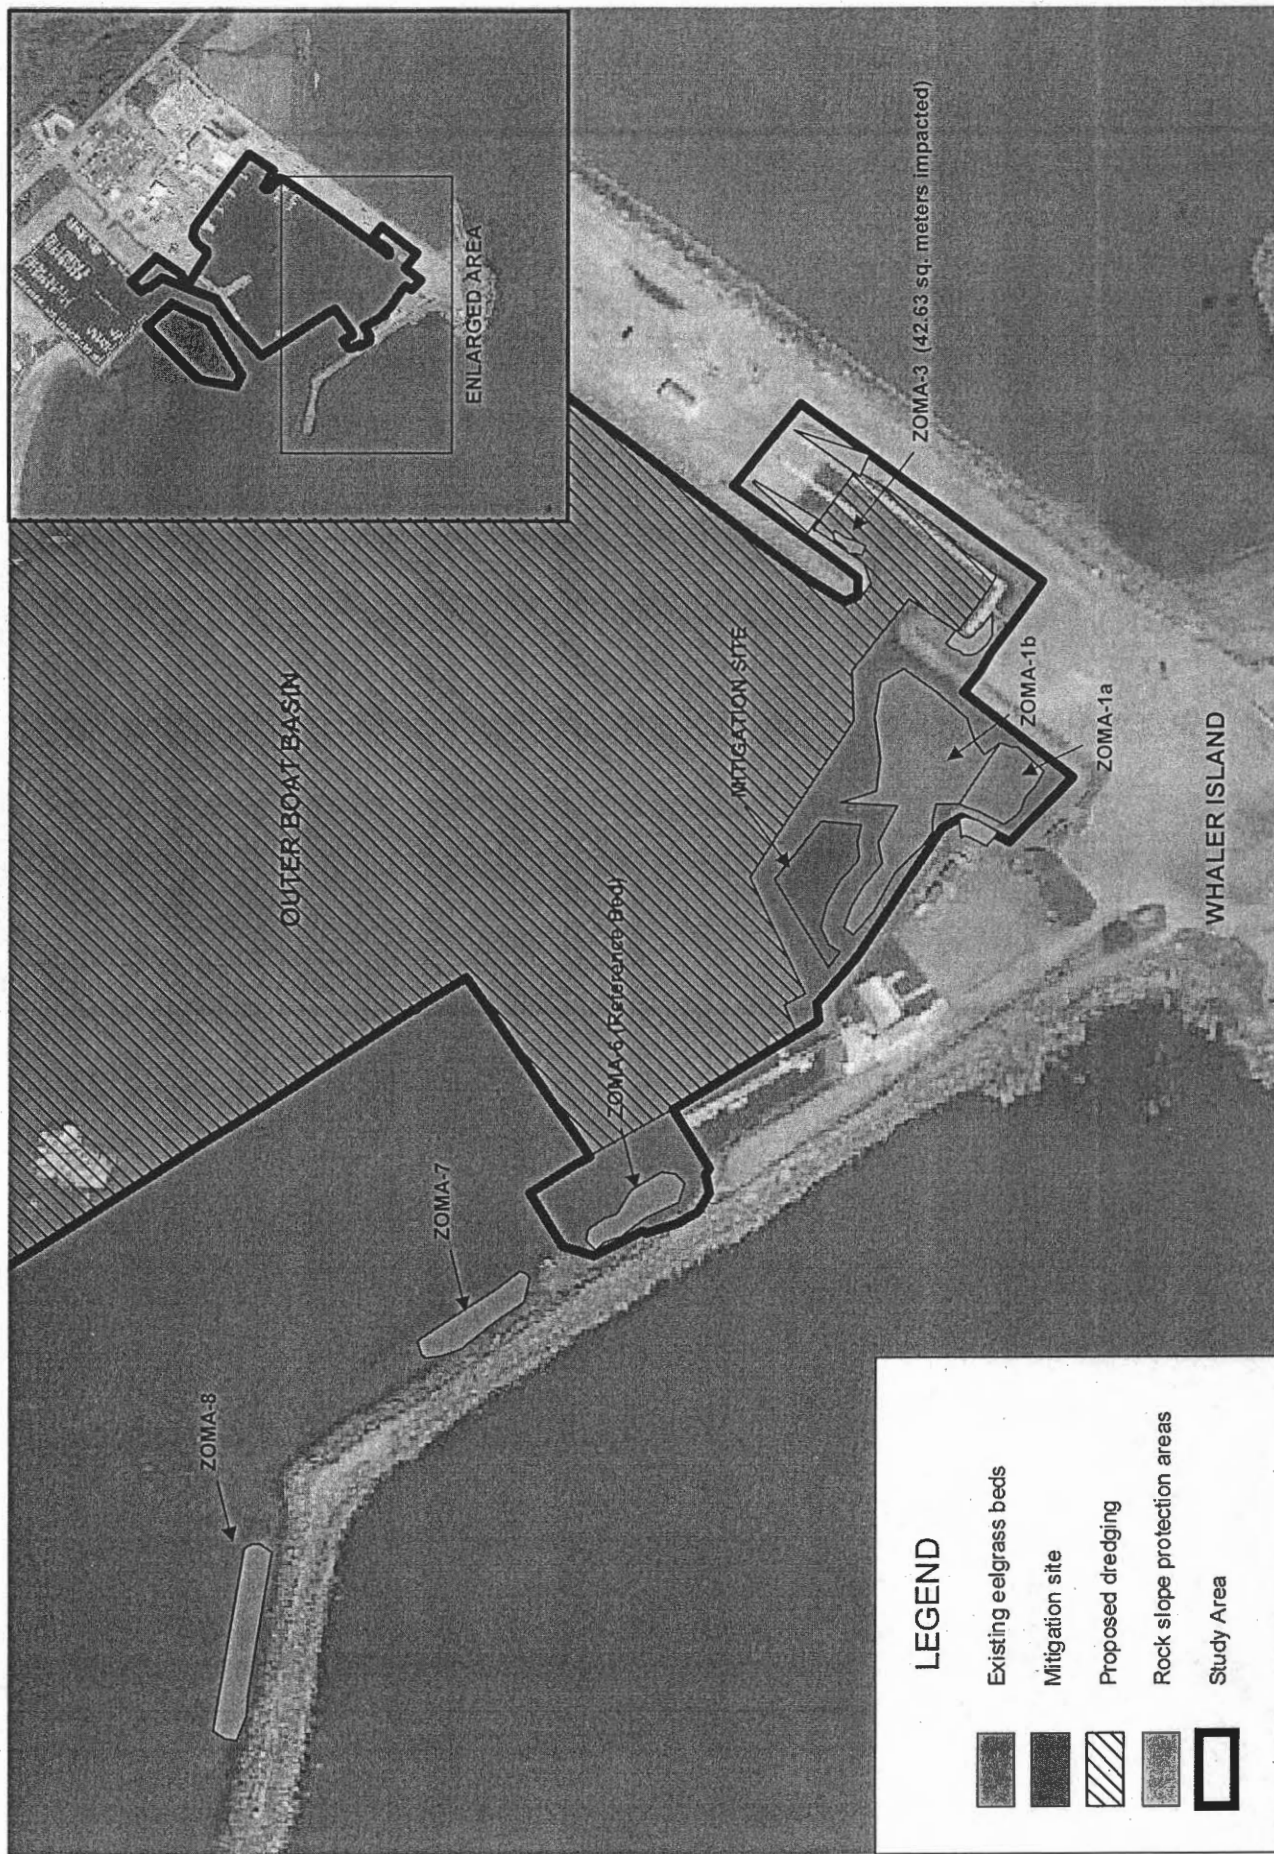 ENLARGED AREA
OUTER BOAT BASIN
ZOMA-3 (42.63 sq. meters impacted)
MITIGATION SITE
ZOMA-1b
ZOMA-1a
WHALER ISLAND
ZOMA-6 (Reference Bed)
ZOMA-7
ZOMA-8
LEGEND
Existing eelgrass beds
Mitigation site
Proposed dredging
Rock slope protection areas
Study Area